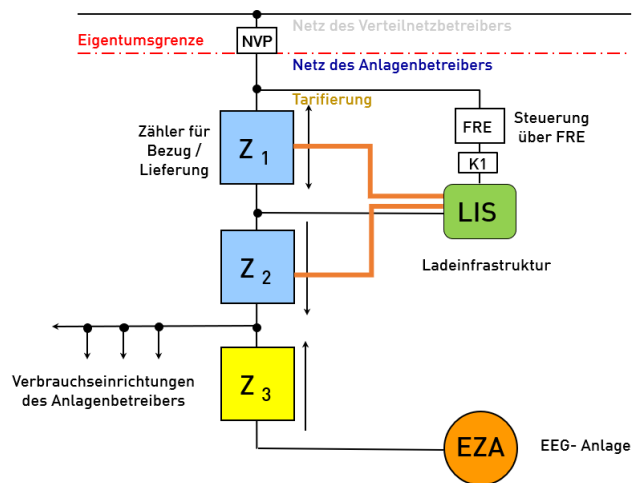 Netz des Verteilnetzbetreibers
Eigentumsgrenze
NVP
Netz des Anlagenbetreibers
Tarifierung
Zähler für
Bezug /
Lieferung
Z 1
FRE
Steuerung
über FRE
K1
LIS
Ladeinfrastruktur
Z 2
Verbrauchseinrichtungen
des Anlagenbetreibers
Z 3
EZA
EEG- Anlage